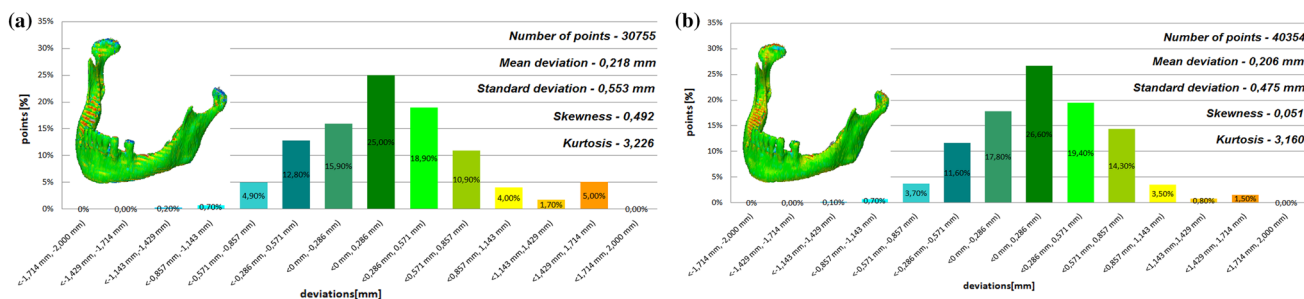 (a)
35%
30%
25%
20%
15%
10%
5%
0%
points [%]
Number of points - 30755
Mean deviation - 0,218 mm
Standard deviation - 0,553 mm
Skewness - 0,492
Kurtosis - 3,226
0%
0,00%
0,20%
0,70%
4,90%
12,80%
15,90%
25,00%
18,90%
10,90%
4,00%
1,70%
5,00%
0,00%
<-1,714 mm, -2,000 mm)
<-1,429 mm, -1,714 mm)
<-1,143 mm, -1,429 mm)
<-0,857 mm, -1,143 mm)
<-0,571 mm, -0,857 mm)
<-0,286 mm, -0,571 mm)
<0 mm, -0,286 mm)
<0 mm, 0,286 mm)
<0,286 mm, 0,571 mm)
<0,571 mm, 0,857 mm)
<0,857 mm, 1,143 mm)
<1,143 mm, 1,429 mm)
<1,429 mm, 1,714 mm)
<1,714 mm, 2,000 mm)
deviations[mm]
(b)
35%
30%
25%
20%
15%
10%
5%
0%
points[%]
Number of points - 40354
Mean deviation - 0,206 mm
Standard deviation - 0,475 mm
Skewness - 0,051
Kurtosis - 3,160
0%
0,00%
0,10%
0,70%
3,70%
11,60%
17,80%
26,60%
19,40%
14,30%
3,50%
0,80%
1,50%
0,00%
<-1,714 mm, -2,000 mm)
<-1,429 mm, -1,714 mm)
<-1,143 mm, -1,429 mm)
<-0,857 mm, -1,143 mm)
<-0,571 mm, -0,857 mm)
<-0,286 mm, -0,571 mm)
<0 mm, -0,286 mm)
<0 mm, 0,286 mm)
<0,286 mm, 0,571 mm)
<0,571 mm, 0,857 mm)
<0,857 mm, 1,143 mm)
<1,143 mm, 1,429 mm)
<1,429 mm, 1,714 mm)
<1,714 mm, 2,000 mm)
deviations[mm]